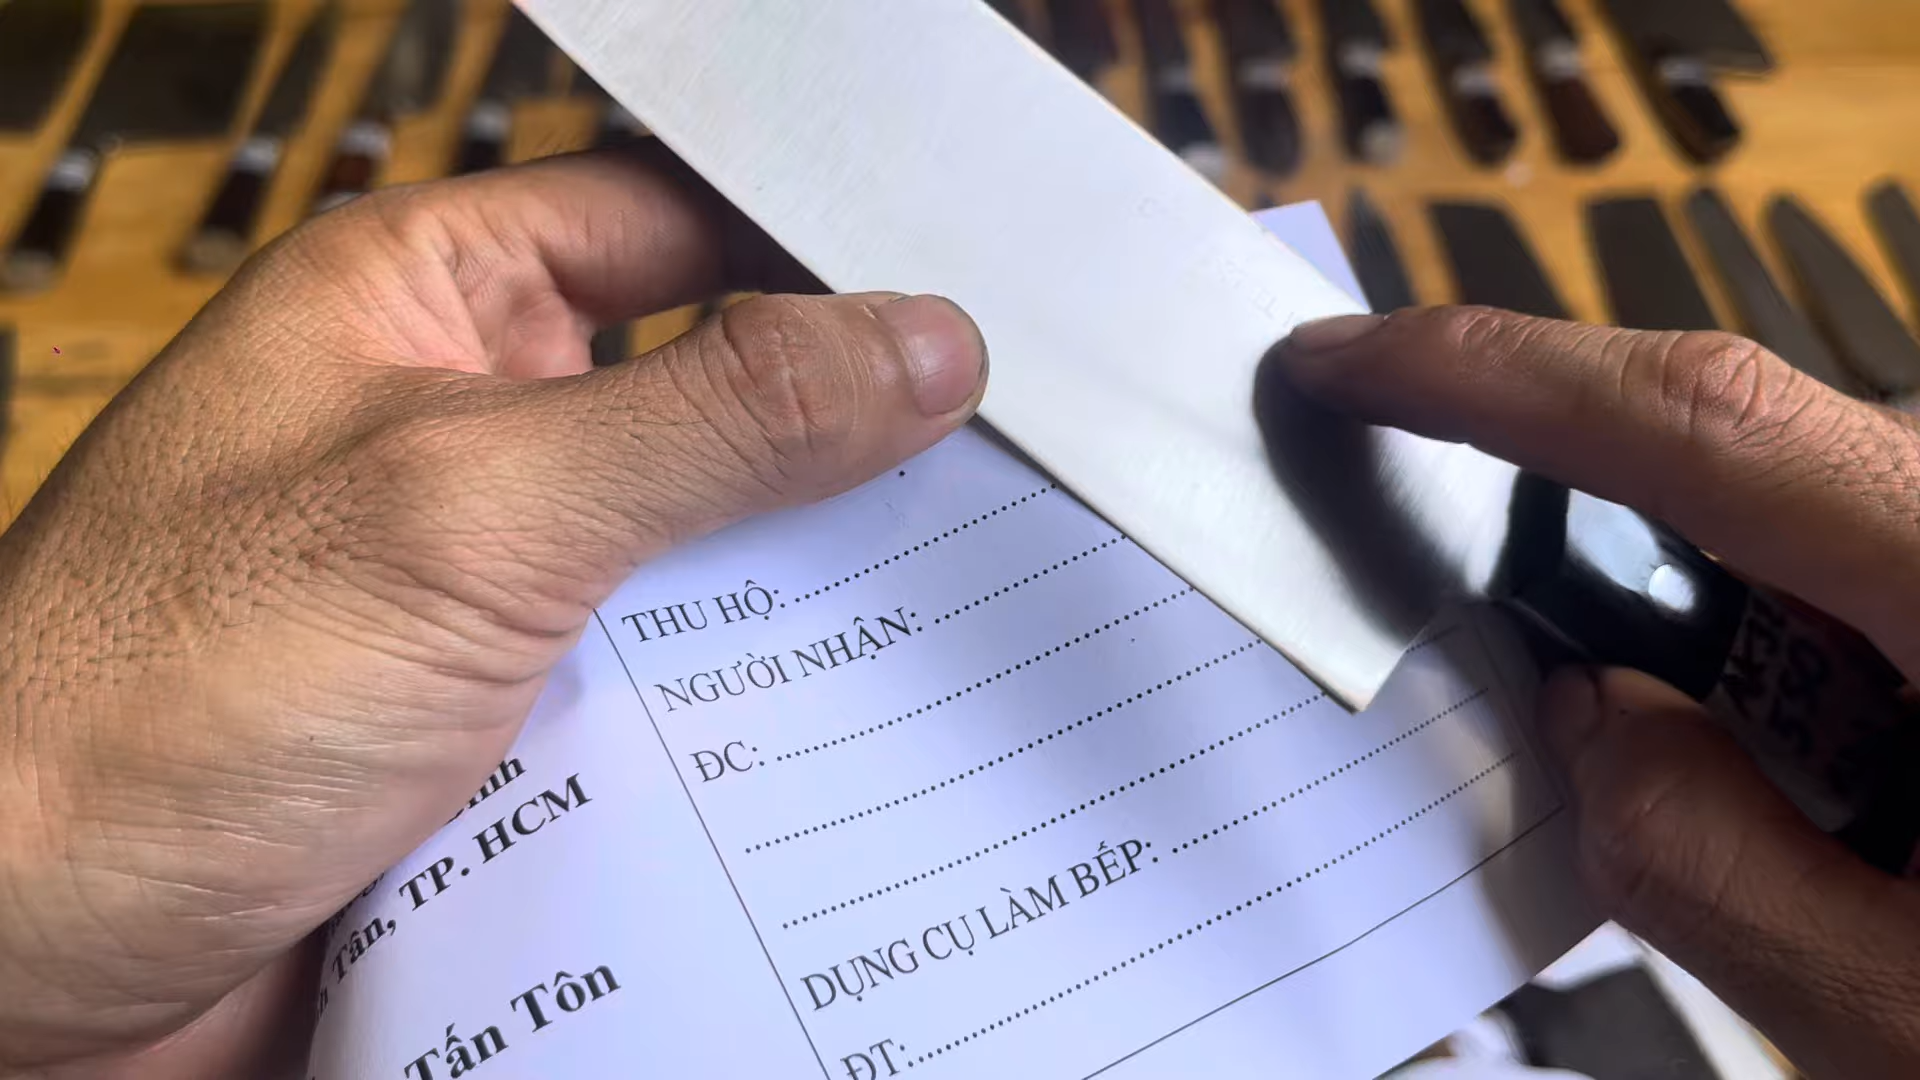 THU HỘ:
NGƯỜI NHẬN:
ĐC:
DỤNG CỤ LÀM BẾP:
ĐT:
Tân, TP. HCM
Tấn Tôn